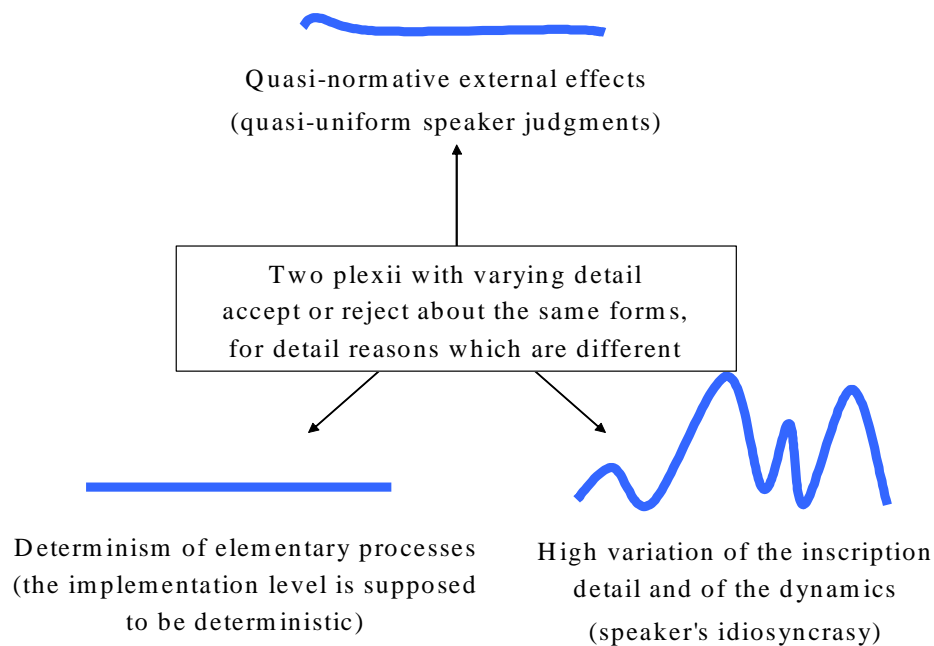 Quasi-normative external effects
(quasi-uniform speaker judgments)
Two plexii with varying detail
accept or reject about the same forms,
for detail reasons which are different
Determinism of elementary processes
(the implementation level is supposed
to be deterministic)
High variation of the inscription
detail and of the dynamics
(speaker's idiosyncrasy)